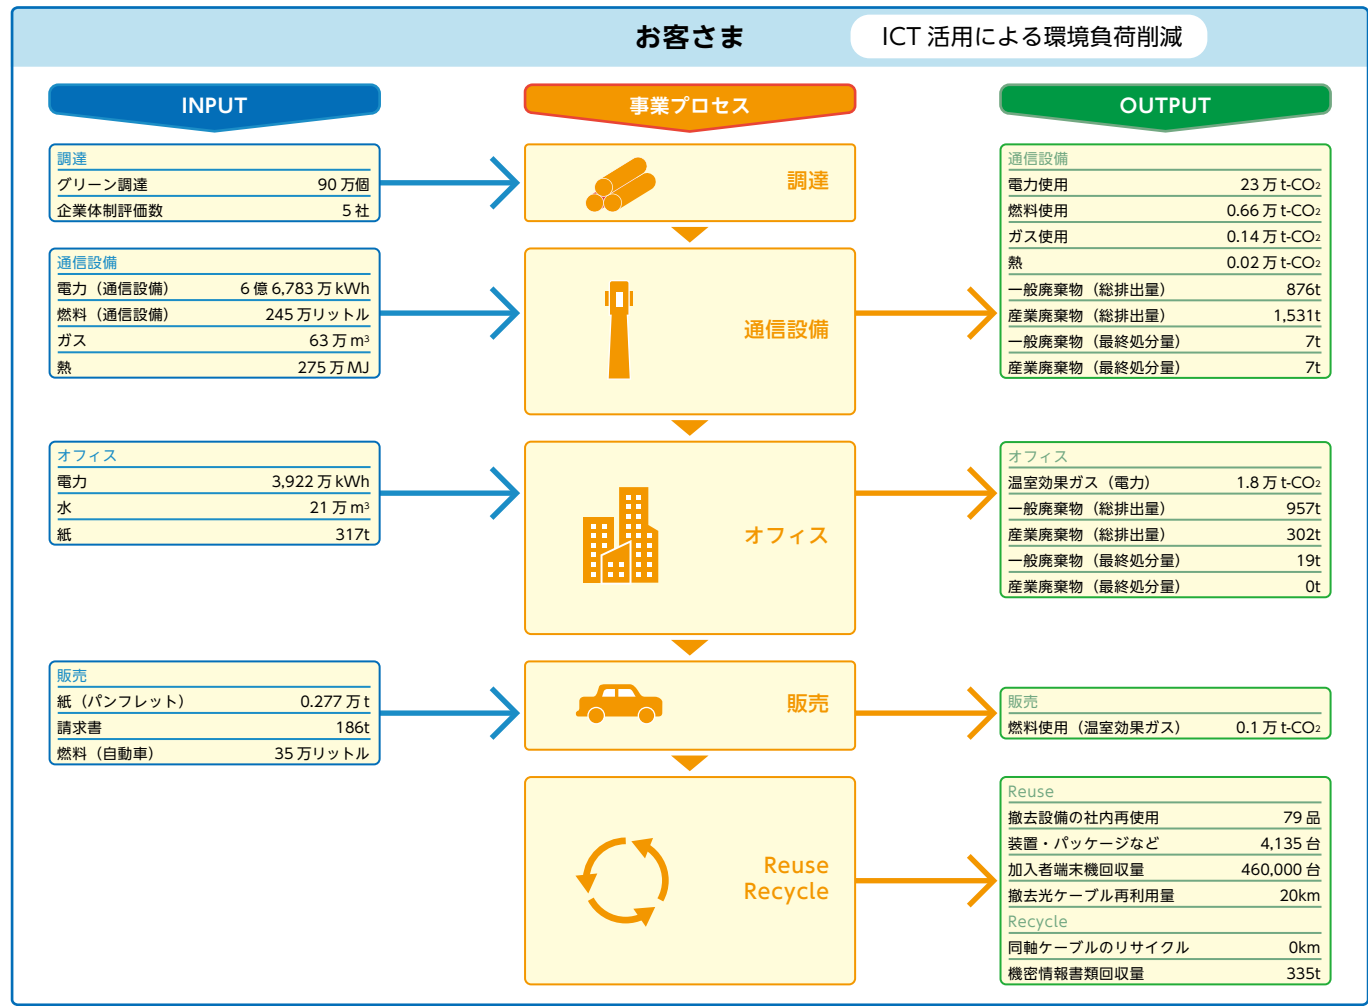 お客さま ICT 活用による環境負荷削減
INPUT
調達
グリーン調達 90 万個
企業体制評価数 5 社
通信設備
電力（通信設備） 6 億 6,783 万 kWh
燃料（通信設備） 245 万リットル
ガス 63 万 m³
熱 275 万 MJ
オフィス
電力 3,922 万 kWh
水 21 万 m³
紙 317t
販売
紙（パンフレット） 0.277 万 t
請求書 186t
燃料（自動車） 35 万リットル
事業プロセス
調達
通信設備
オフィス
販売
Reuse
Recycle
OUTPUT
通信設備
電力使用 23 万 t-CO₂
燃料使用 0.66 万 t-CO₂
ガス使用 0.14 万 t-CO₂
熱 0.02 万 t-CO₂
一般廃棄物（総排出量） 876t
産業廃棄物（総排出量） 1,531t
一般廃棄物（最終処分量） 7t
産業廃棄物（最終処分量） 7t
オフィス
温室効果ガス（電力） 1.8 万 t-CO₂
一般廃棄物（総排出量） 957t
産業廃棄物（総排出量） 302t
一般廃棄物（最終処分量） 19t
産業廃棄物（最終処分量） 0t
販売
燃料使用（温室効果ガス） 0.1 万 t-CO₂
Reuse
撤去設備の社内再使用 79 品
装置・パッケージなど 4,135 台
加入者端末機回収量 460,000 台
撤去光ケーブル再利用量 20km
Recycle
同軸ケーブルのリサイクル 0km
機密情報書類回収量 335t